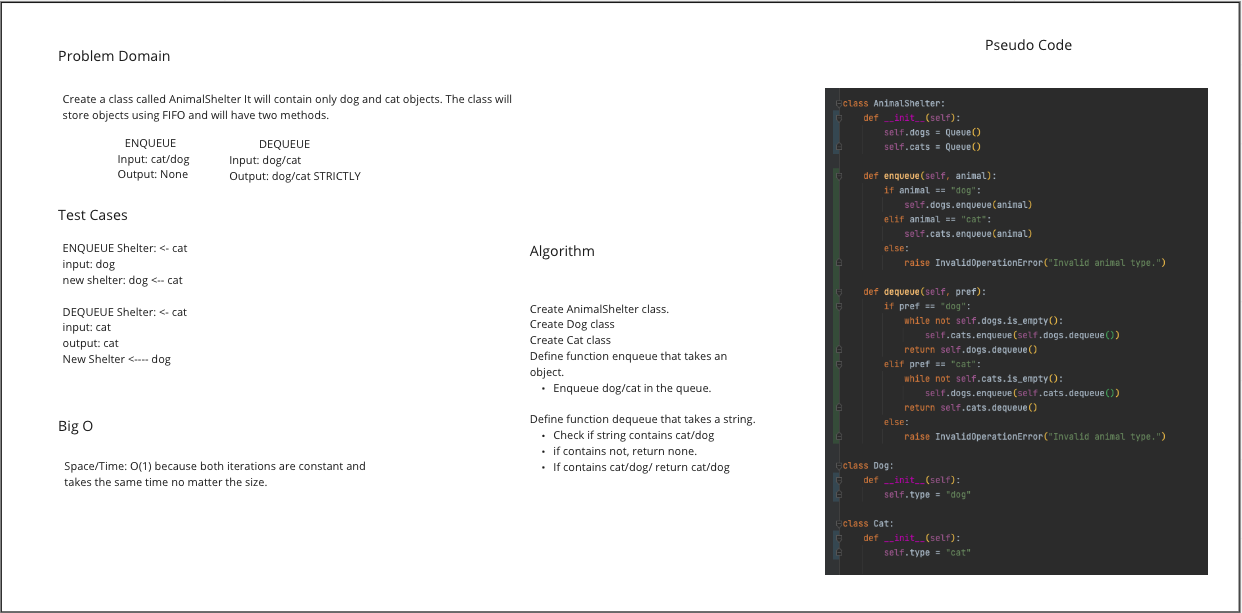 Problem Domain
Create a class called AnimalShelter It will contain only dog and cat objects. The class will
store objects using FIFO and will have two methods.
ENQUEUE
Input: cat/dog
Output: None
DEQUEUE
Input: dog/cat
Output: dog/cat STRICTLY
Test Cases
ENQUEUE Shelter: <- cat
input: dog
new shelter: dog <-- cat
DEQUEUE Shelter: <- cat
input: cat
output: cat
New Shelter <---- dog
Big O
Space/Time: O(1) because both iterations are constant and
takes the same time no matter the size.
Algorithm
Create AnimalShelter class.
Create Dog class
Create Cat class
Define function enqueue that takes an
object.
• Enqueue dog/cat in the queue.
Define function dequeue that takes a string.
• Check if string contains cat/dog
• if contains not, return none.
• If contains cat/dog/ return cat/dog
Pseudo Code
class AnimalShelter:
def __init__(self):
self.dogs = Queue()
self.cats = Queue()
def enqueue(self, animal):
if animal == "dog":
self.dogs.enqueue(animal)
elif animal == "cat":
self.cats.enqueue(animal)
else:
raise InvalidOperationError("Invalid animal type.")
def dequeue(self, pref):
if pref == "dog":
while not self.dogs.is_empty():
self.cats.enqueue(self.dogs.dequeue())
return self.dogs.dequeue()
elif pref == "cat":
while not self.cats.is_empty():
self.dogs.enqueue(self.cats.dequeue())
return self.cats.dequeue()
else:
raise InvalidOperationError("Invalid animal type.")
class Dog:
def __init__(self):
self.type = "dog"
class Cat:
def __init__(self):
self.type = "cat"